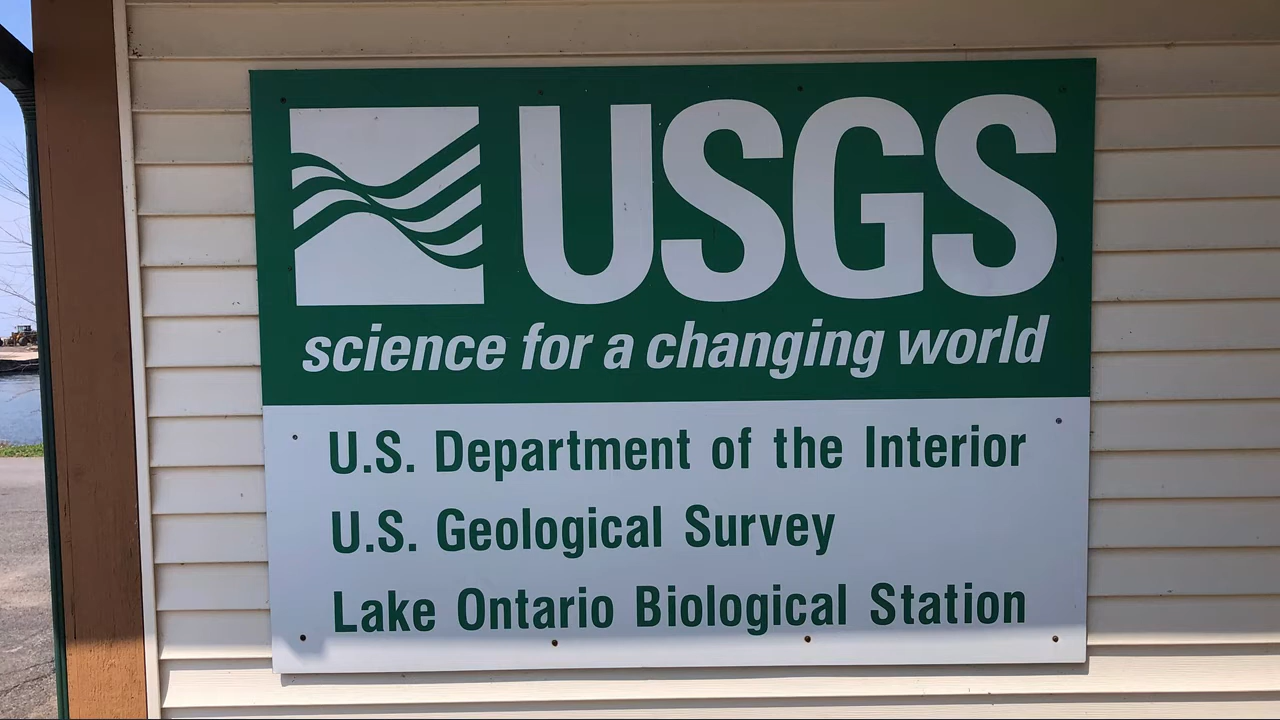 USGS
science for a changing world
U.S. Department of the Interior
U.S. Geological Survey
Lake Ontario Biological Station